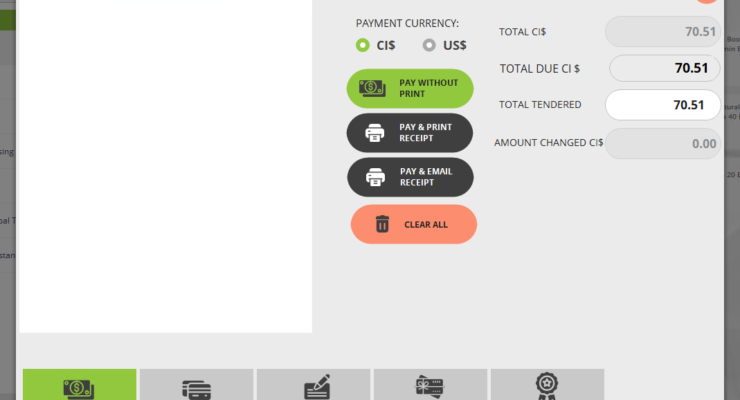 PAYMENT CURRENCY:
CI$ US$
PAY WITHOUT
PRINT
PAY & PRINT
RECEIPT
PAY & EMAIL
RECEIPT
CLEAR ALL
TOTAL CI$ 70.51
TOTAL DUE CI $ 70.51
TOTAL TENDERED 70.51
AMOUNT CHANGED CI$ 0.00